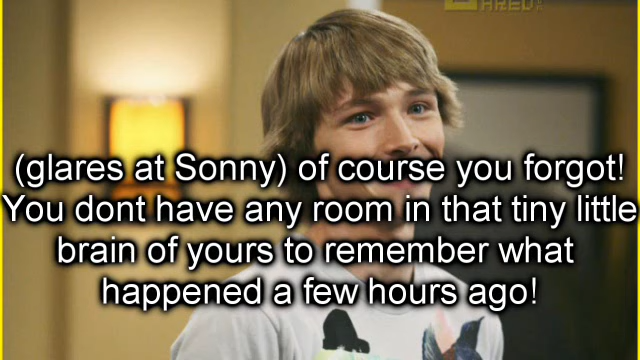 (glares at Sonny) of course you forgot!
You dont have any room in that tiny little
brain of yours to remember what
happened a few hours ago!